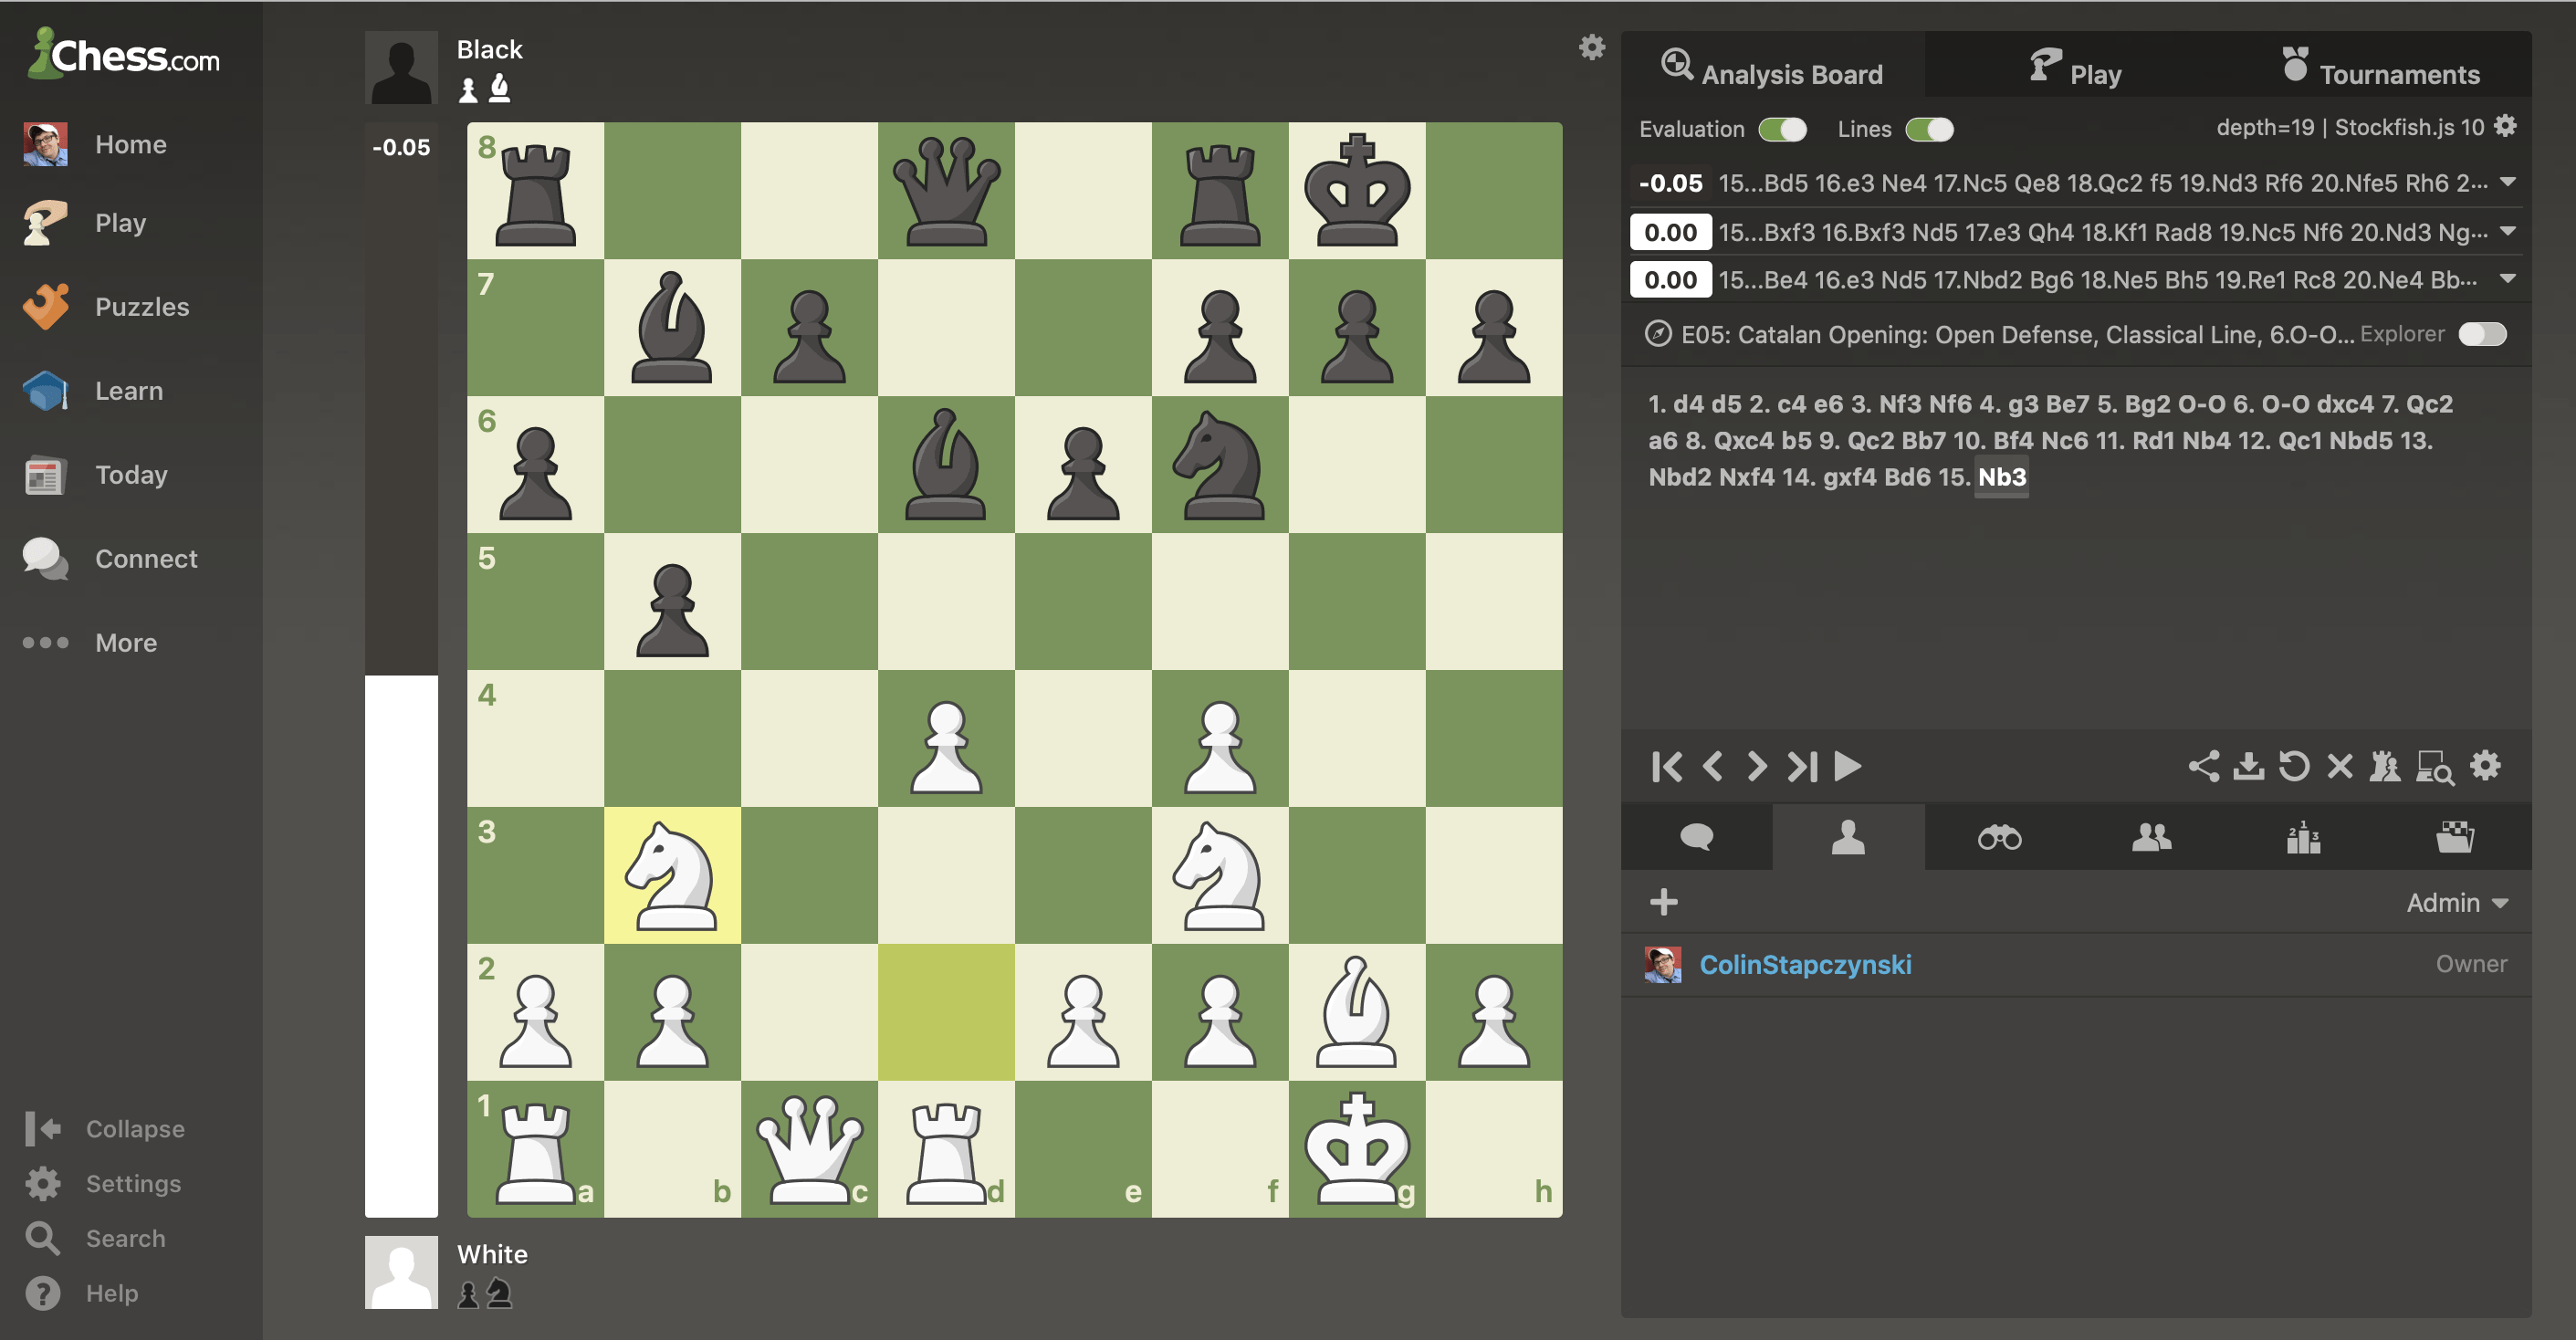 Chess.com
Home
Play
Puzzles
Learn
Today
Connect
More
Collapse
Settings
Search
Help
Black
-0.05
8
7
6
5
4
3
2
1
a b c d e f g h
White
Analysis Board
Play
Tournaments
Evaluation Lines depth=19 | Stockfish.js 10
-0.05 15...Bd5 16.e3 Ne4 17.Nc5 Qe8 18.Qc2 f5 19.Nd3 Rf6 20.Nfe5 Rh6 2...
0.00 15...Bxf3 16.Bxf3 Nd5 17.e3 Qh4 18.Kf1 Rad8 19.Nc5 Nf6 20.Nd3 Ng...
0.00 15...Be4 16.e3 Nd5 17.Nbd2 Bg6 18.Ne5 Bh5 19.Re1 Rc8 20.Ne4 Bb...
E05: Catalan Opening: Open Defense, Classical Line, 6.O-O... Explorer
1. d4 d5 2. c4 e6 3. Nf3 Nf6 4. g3 Be7 5. Bg2 O-O 6. O-O dxc4 7. Qc2
a6 8. Qxc4 b5 9. Qc2 Bb7 10. Bf4 Nc6 11. Rd1 Nb4 12. Qc1 Nbd5 13.
Nbd2 Nxf4 14. gxf4 Bd6 15. Nb3
2 1 3
Admin
ColinStapczynski Owner